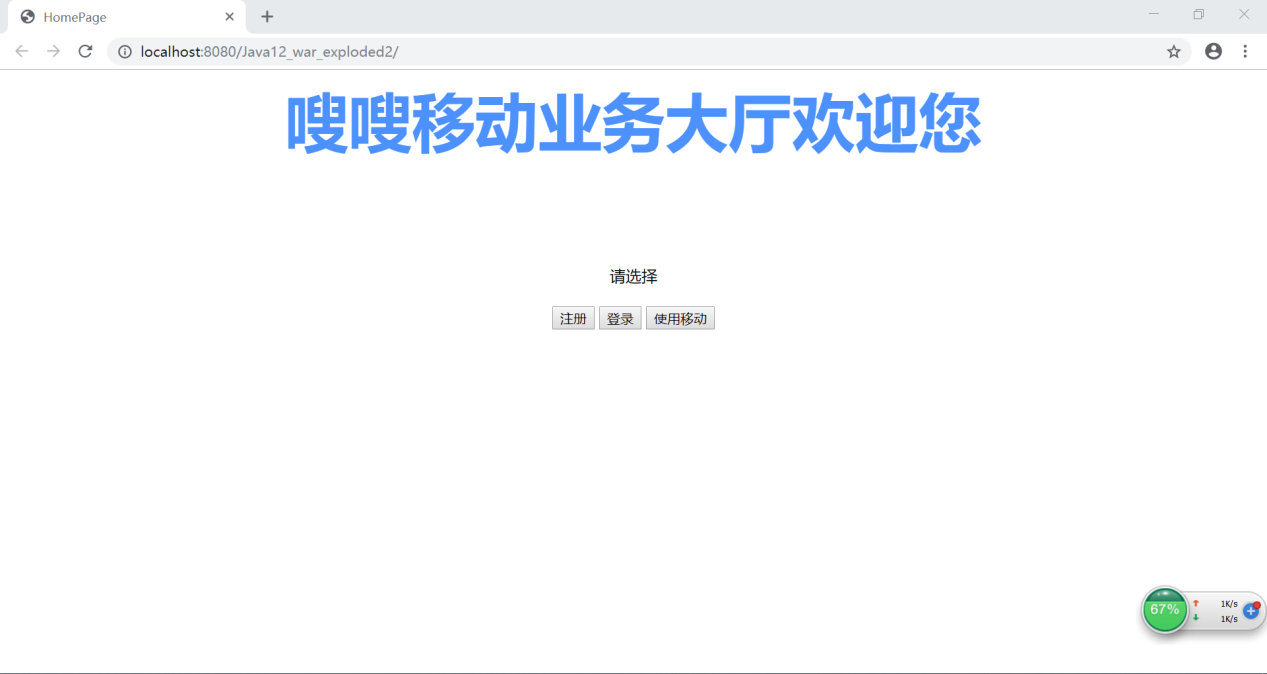 HomePage
localhost:8080/Java12_war_exploded2/
嗖嗖移动业务大厅欢迎您
请选择
注册 登录 使用移动
67%
1K/s
1K/s